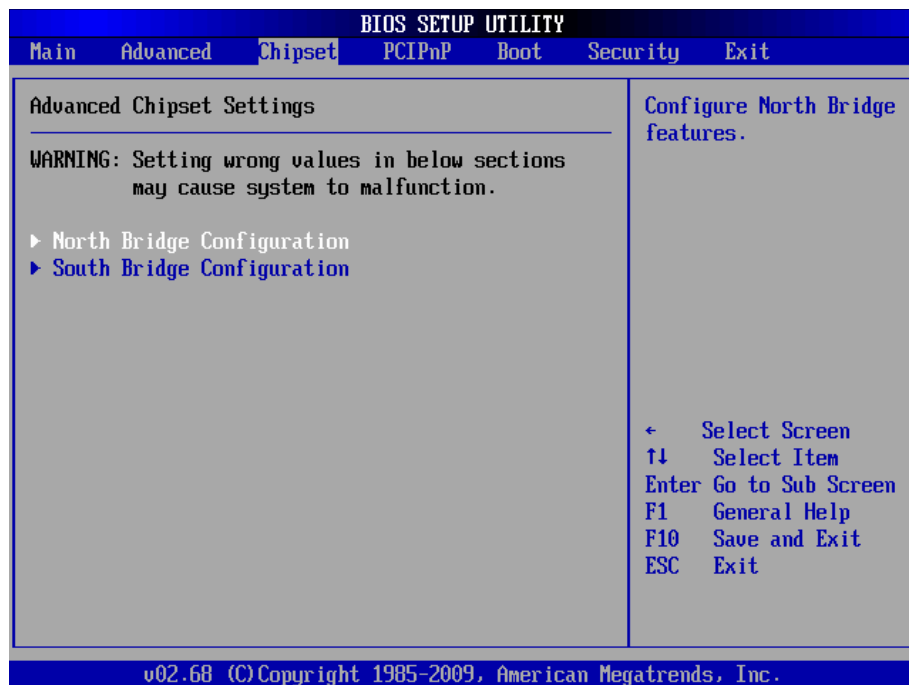 BIOS SETUP UTILITY
Main Advanced Chipset PCIPnP Boot Security Exit
Advanced Chipset Settings
WARNING: Setting wrong values in below sections
may cause system to malfunction.
▶ North Bridge Configuration
▶ South Bridge Configuration
Configure North Bridge
features.
← Select Screen
↑↓ Select Item
Enter Go to Sub Screen
F1 General Help
F10 Save and Exit
ESC Exit
v02.68 (C)Copyright 1985-2009, American Megatrends, Inc.